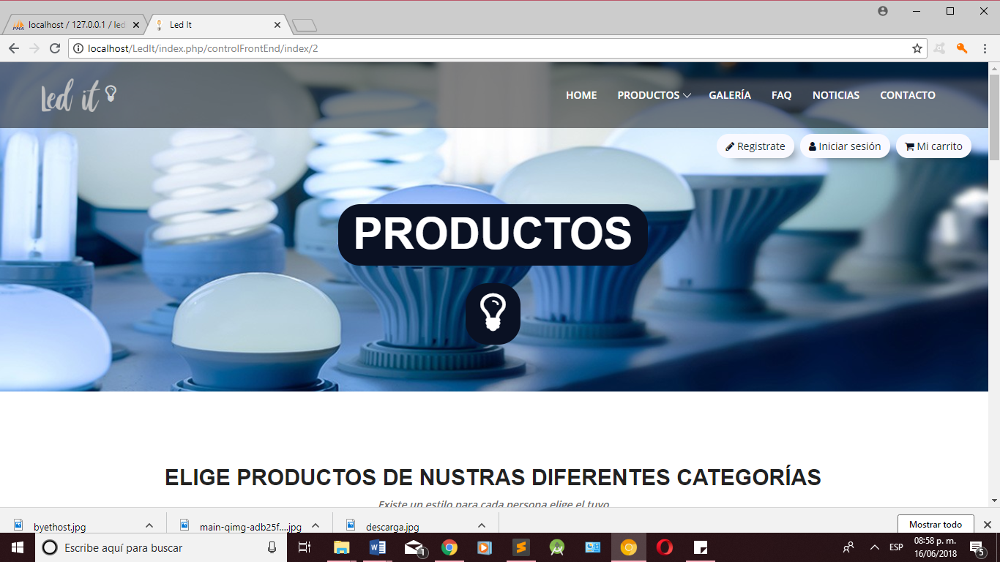 localhost / 127.0.0.1 / led
Led It
localhost/LedIt/index.php/controlFrontEnd/index/2
Led it
HOME PRODUCTOS GALERÍA FAQ NOTICIAS CONTACTO
Registrate Iniciar sesión Mi carrito
PRODUCTOS
ELIGE PRODUCTOS DE NUSTRAS DIFERENTES CATEGORÍAS
Existe un estilo para cada persona elige el tuyo
byethost.jpg main-qimg-adb25f....jpg descarga.jpg Mostrar todo
Escribe aquí para buscar
1
ESP
08:58 p. m.
16/06/2018
5